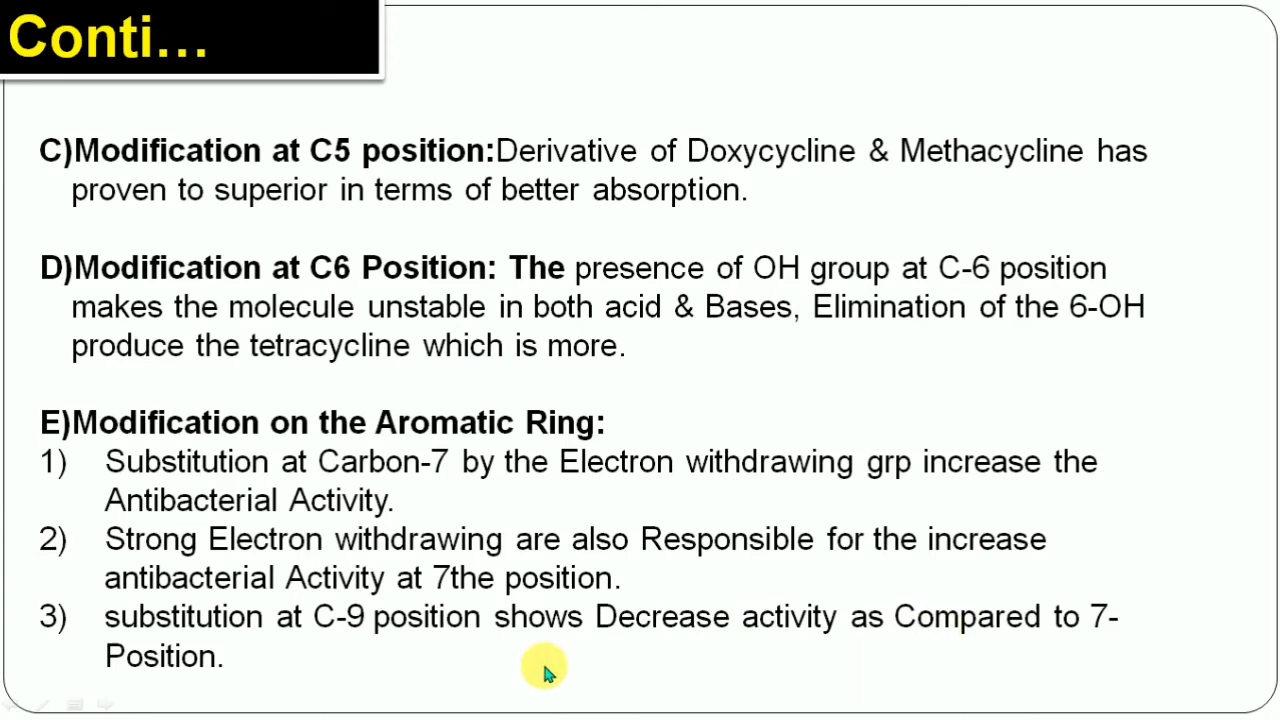 Conti…
C)Modification at C5 position:Derivative of Doxycycline & Methacycline has
proven to superior in terms of better absorption.
D)Modification at C6 Position: The presence of OH group at C-6 position
makes the molecule unstable in both acid & Bases, Elimination of the 6-OH
produce the tetracycline which is more.
E)Modification on the Aromatic Ring:
1) Substitution at Carbon-7 by the Electron withdrawing grp increase the
Antibacterial Activity.
2) Strong Electron withdrawing are also Responsible for the increase
antibacterial Activity at 7the position.
3) substitution at C-9 position shows Decrease activity as Compared to 7-
Position.